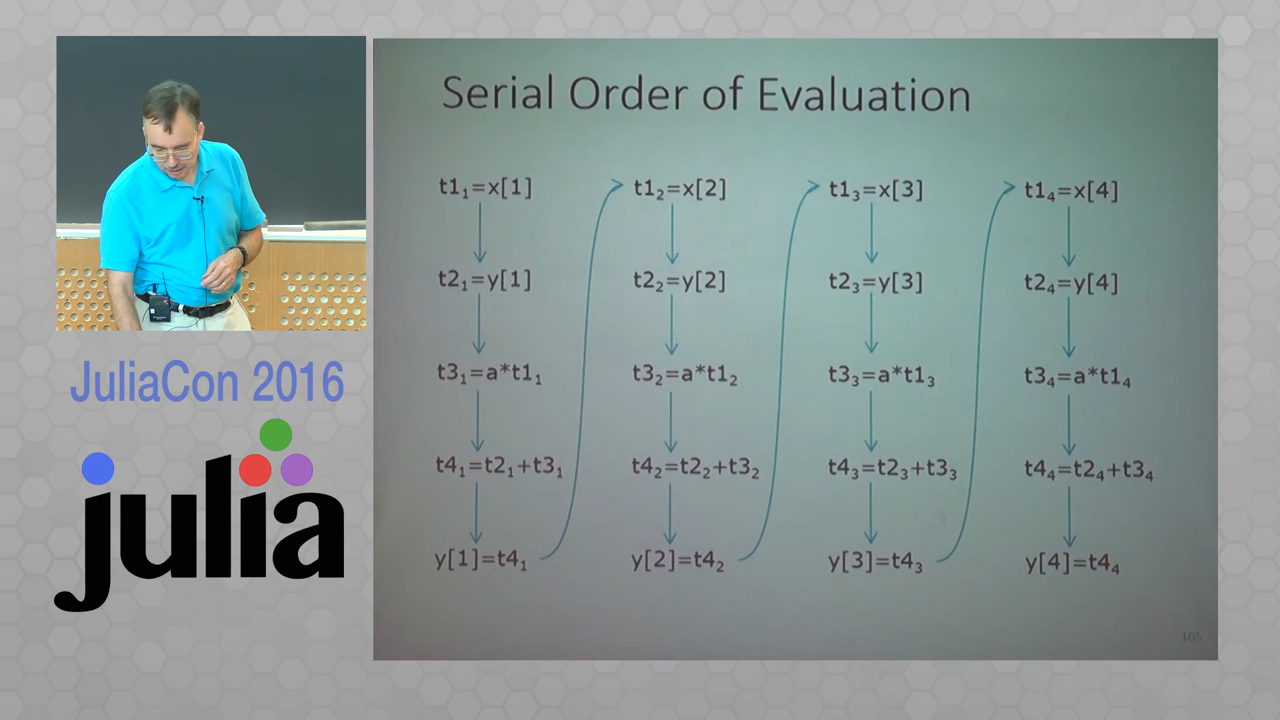 Serial Order of Evaluation
t1₁=x[1] t1₂=x[2] t1₃=x[3] t1₄=x[4]
t2₁=y[1] t2₂=y[2] t2₃=y[3] t2₄=y[4]
t3₁=a*t1₁ t3₂=a*t1₂ t3₃=a*t1₃ t3₄=a*t1₄
t4₁=t2₁+t3₁ t4₂=t2₂+t3₂ t4₃=t2₃+t3₃ t4₄=t2₄+t3₄
y[1]=t4₁ y[2]=t4₂ y[3]=t4₃ y[4]=t4₄
105
JuliaCon 2016
julia